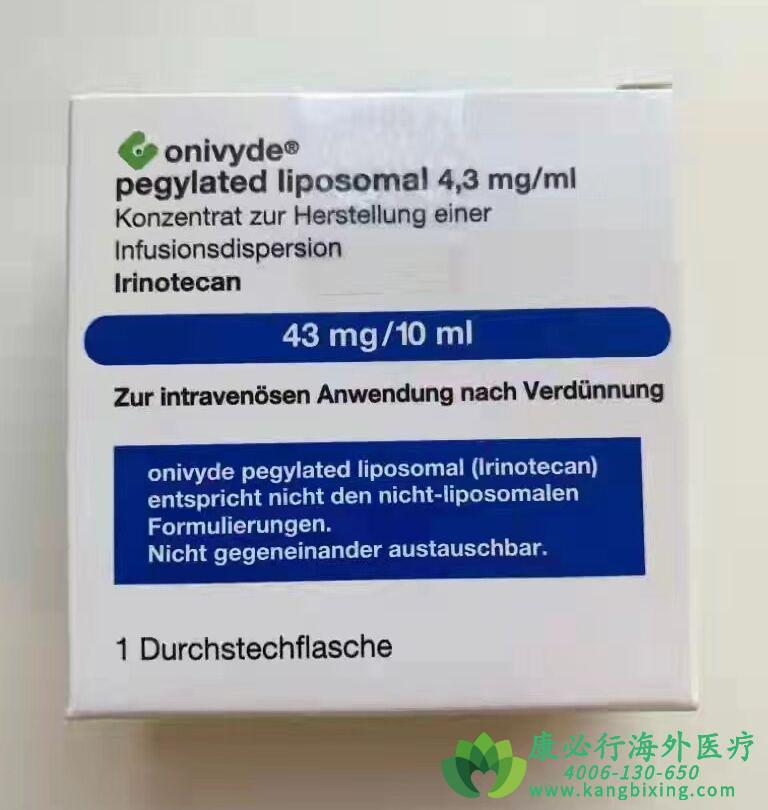 onivyde®
pegylated liposomal 4,3 mg/ml
Konzentrat zur Herstellung einer
Infusionsdispersion
Irinotecan
43 mg/10 ml
Zur intravenösen Anwendung nach Verdünnung
onivyde pegylated liposomal (Irinotecan)
entspricht nicht den nicht-liposomalen
Formulierungen.
Nicht gegeneinander austauschbar.
1 Durchstechflasche
康必行海外医疗
4006-130-650
www.kangbixing.com